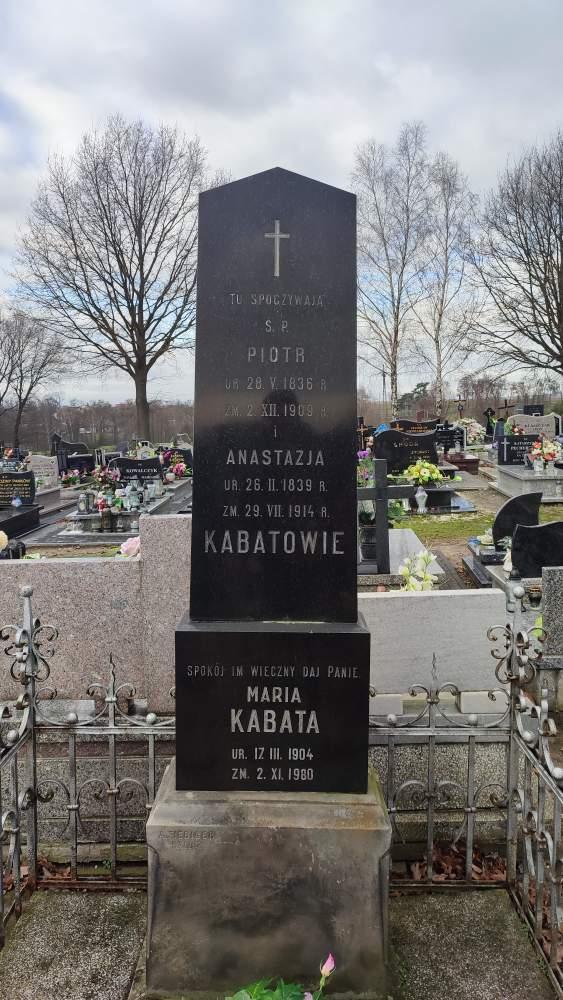 TU SPOCZYWAJĄ
Ś. P.
PIOTR
UR. 28. V. 1836 R.
ZM. 2. XII. 1909 R.
i
ANASTAZJA
UR. 26. II. 1839 R.
ZM. 29. VII. 1914 R.
KABATOWIE
SPOKÓJ IM WIECZNY DAJ PANIE.
MARIA
KABATA
UR. 17. III. 1904
ZM. 2. XI. 1980
KOWALCZYK